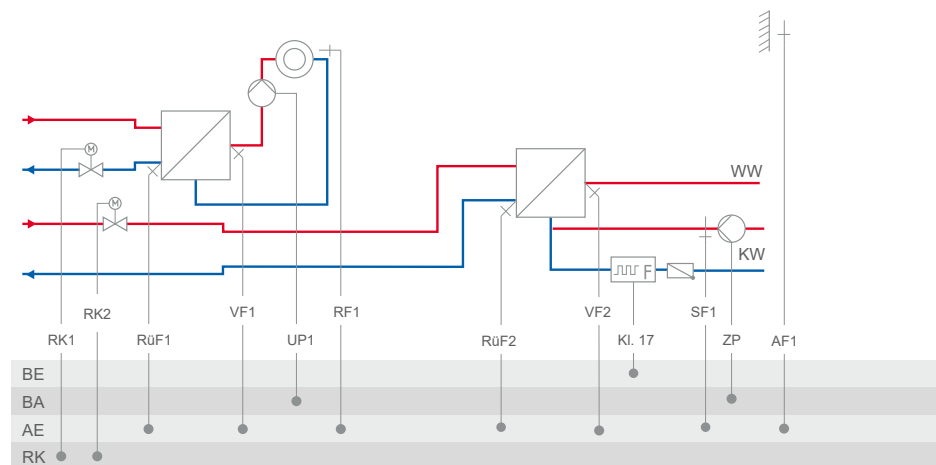 M
M
WW
KW
F
RK2
VF1
RF1
VF2
SF1
RK1
RüF1
UP1
RüF2
Kl. 17
ZP
AF1
BE
BA
AE
RK